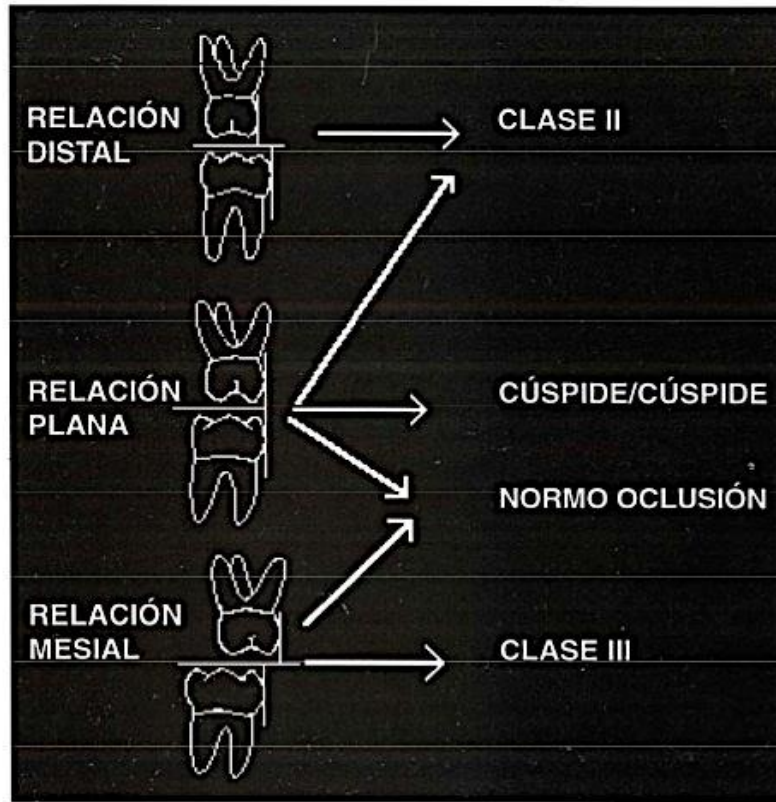 RELACIÓN
DISTAL
CLASE II
RELACIÓN
PLANA
CÚSPIDE/CÚSPIDE
NORMO OCLUSIÓN
RELACIÓN
MESIAL
CLASE III